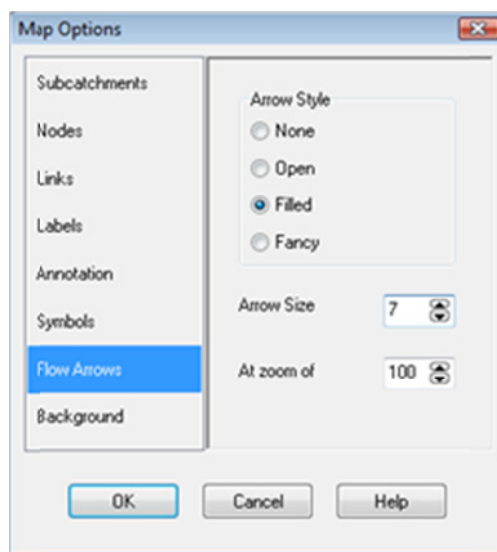 Map Options
Subcatchments
Nodes
Links
Labels
Annotation
Symbols
Flow Arrows
Background
Arrow Style
None
Open
Filled
Fancy
Arrow Size 7
At zoom of 100
OK Cancel Help